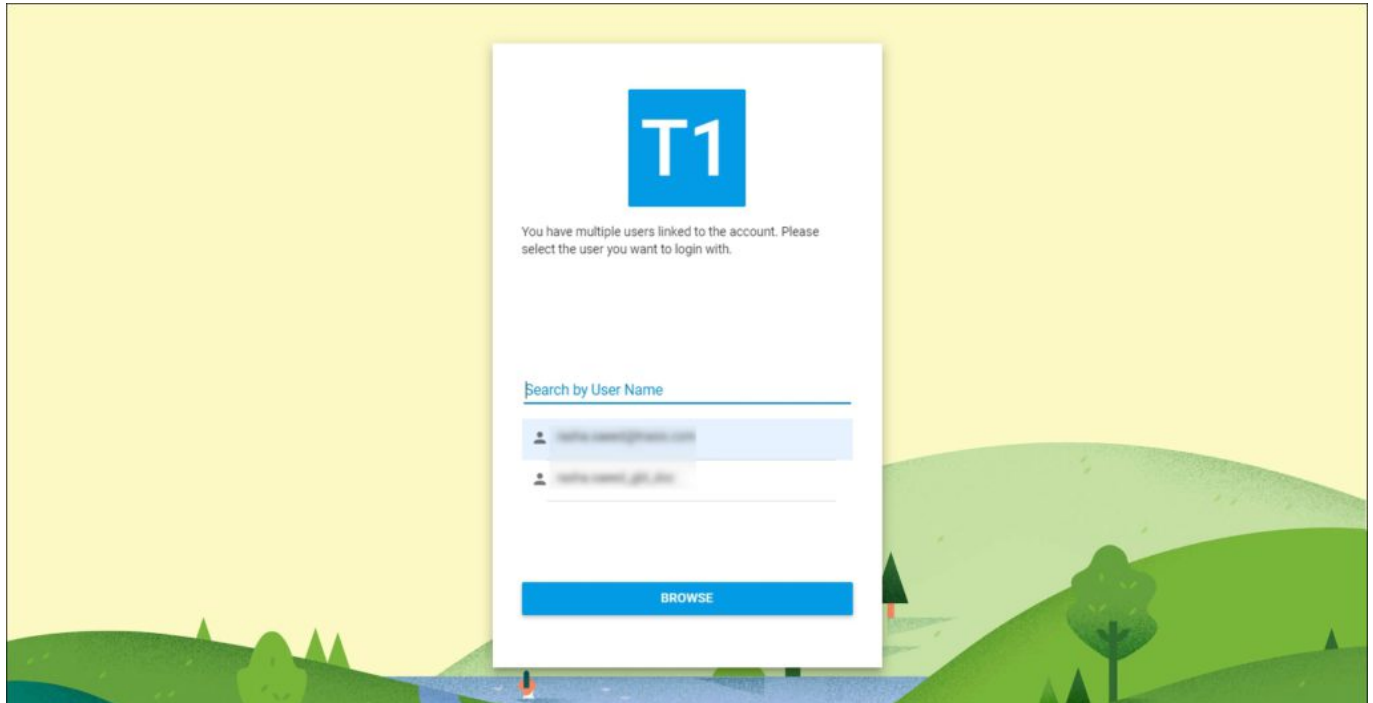 T1
You have multiple users linked to the account. Please
select the user you want to login with.
Search by User Name
BROWSE